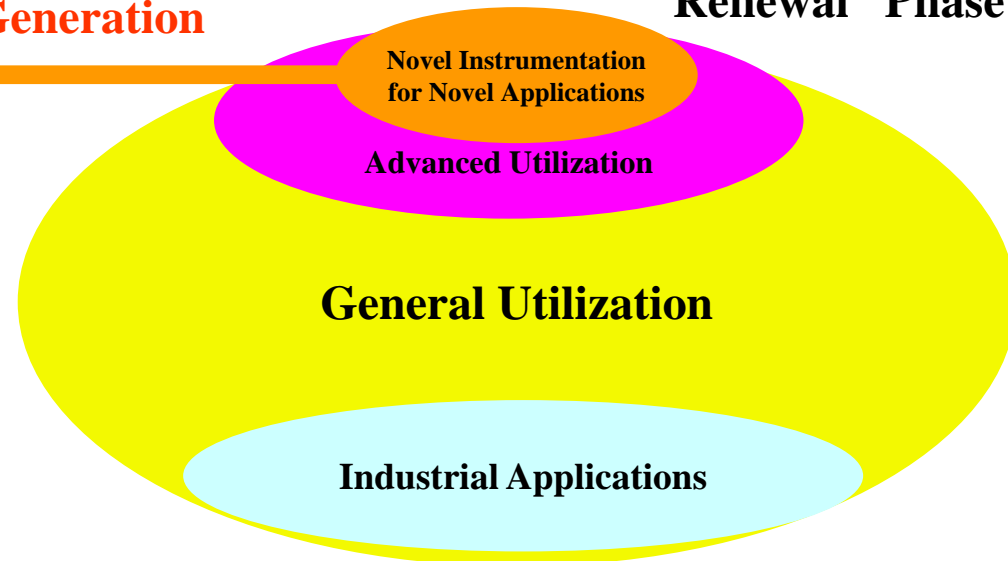 Generation
Renewal Phase
Novel Instrumentation
for Novel Applications
Advanced Utilization
General Utilization
Industrial Applications